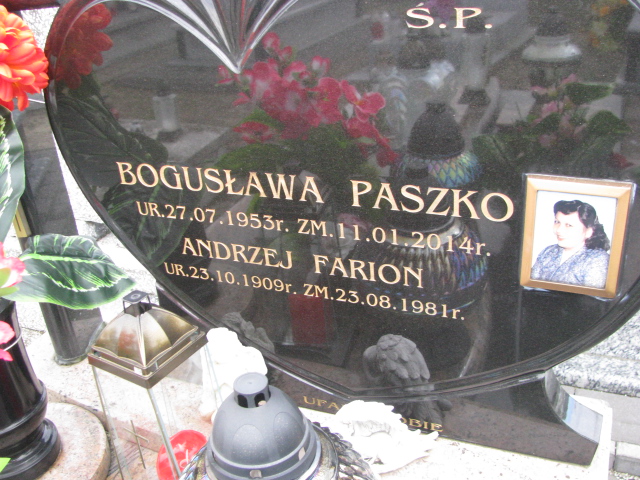 Ś.P.
BOGUSŁAWA PASZKO
UR.27.07.1953r. ZM.11.01.2014r.
ANDRZEJ FARION
UR.23.10.1909r. ZM.23.08.1981r.